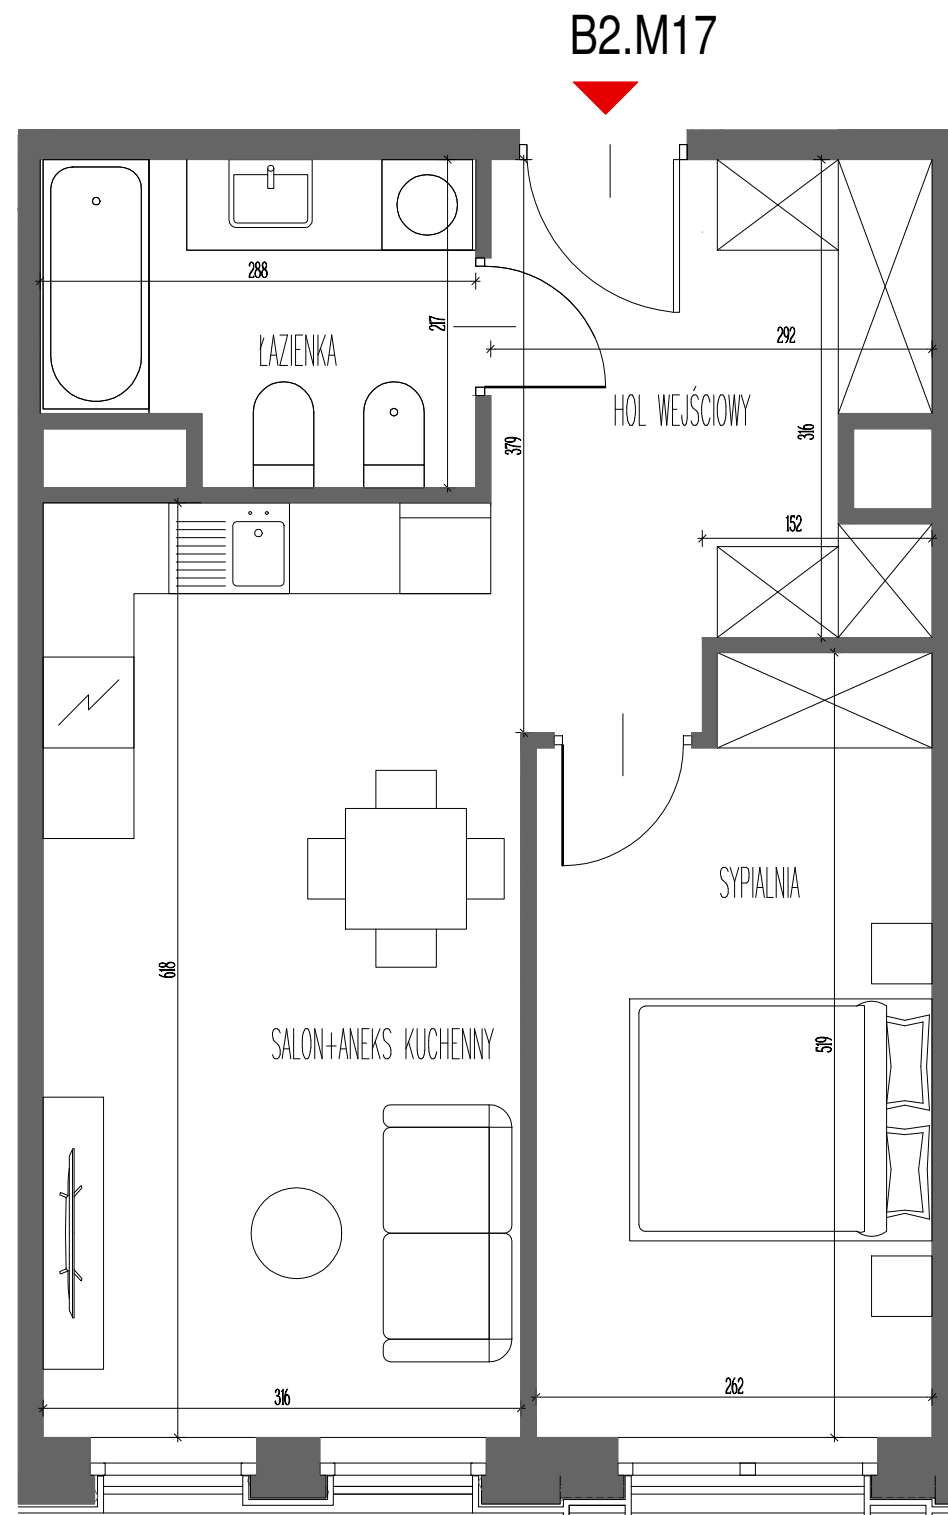 B2.M17
288
217
ŁAZIENKA
292
HOL WEJŚCIOWY
379
316
152
SYPIALNIA
618
SALON+ANEKS KUCHENNY
519
316
262